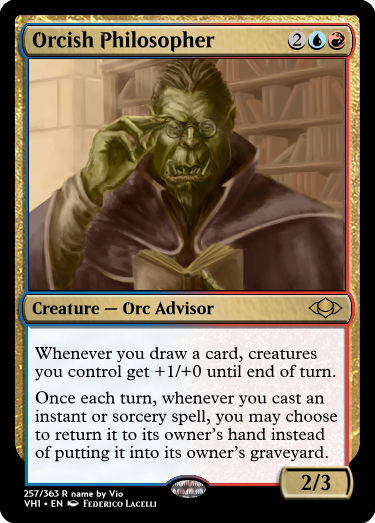 Orcish Philosopher 2
Creature — Orc Advisor
Whenever you draw a card, creatures
you control get +1/+0 until end of turn.
Once each turn, whenever you cast an
instant or sorcery spell, you may choose
to return it to its owner's hand instead
of putting it into its owner's graveyard.
2/3
257/363 R name by Vio
VH1 • EN Federico Lacelli